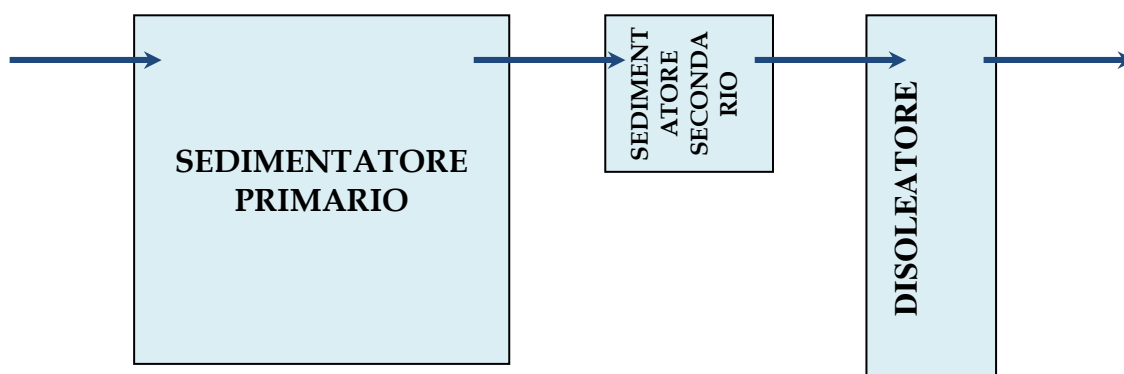 SEDIMENTATORE
PRIMARIO
SEDIMENT
ATORE
SECONDA
RIO
DISOLEATORE